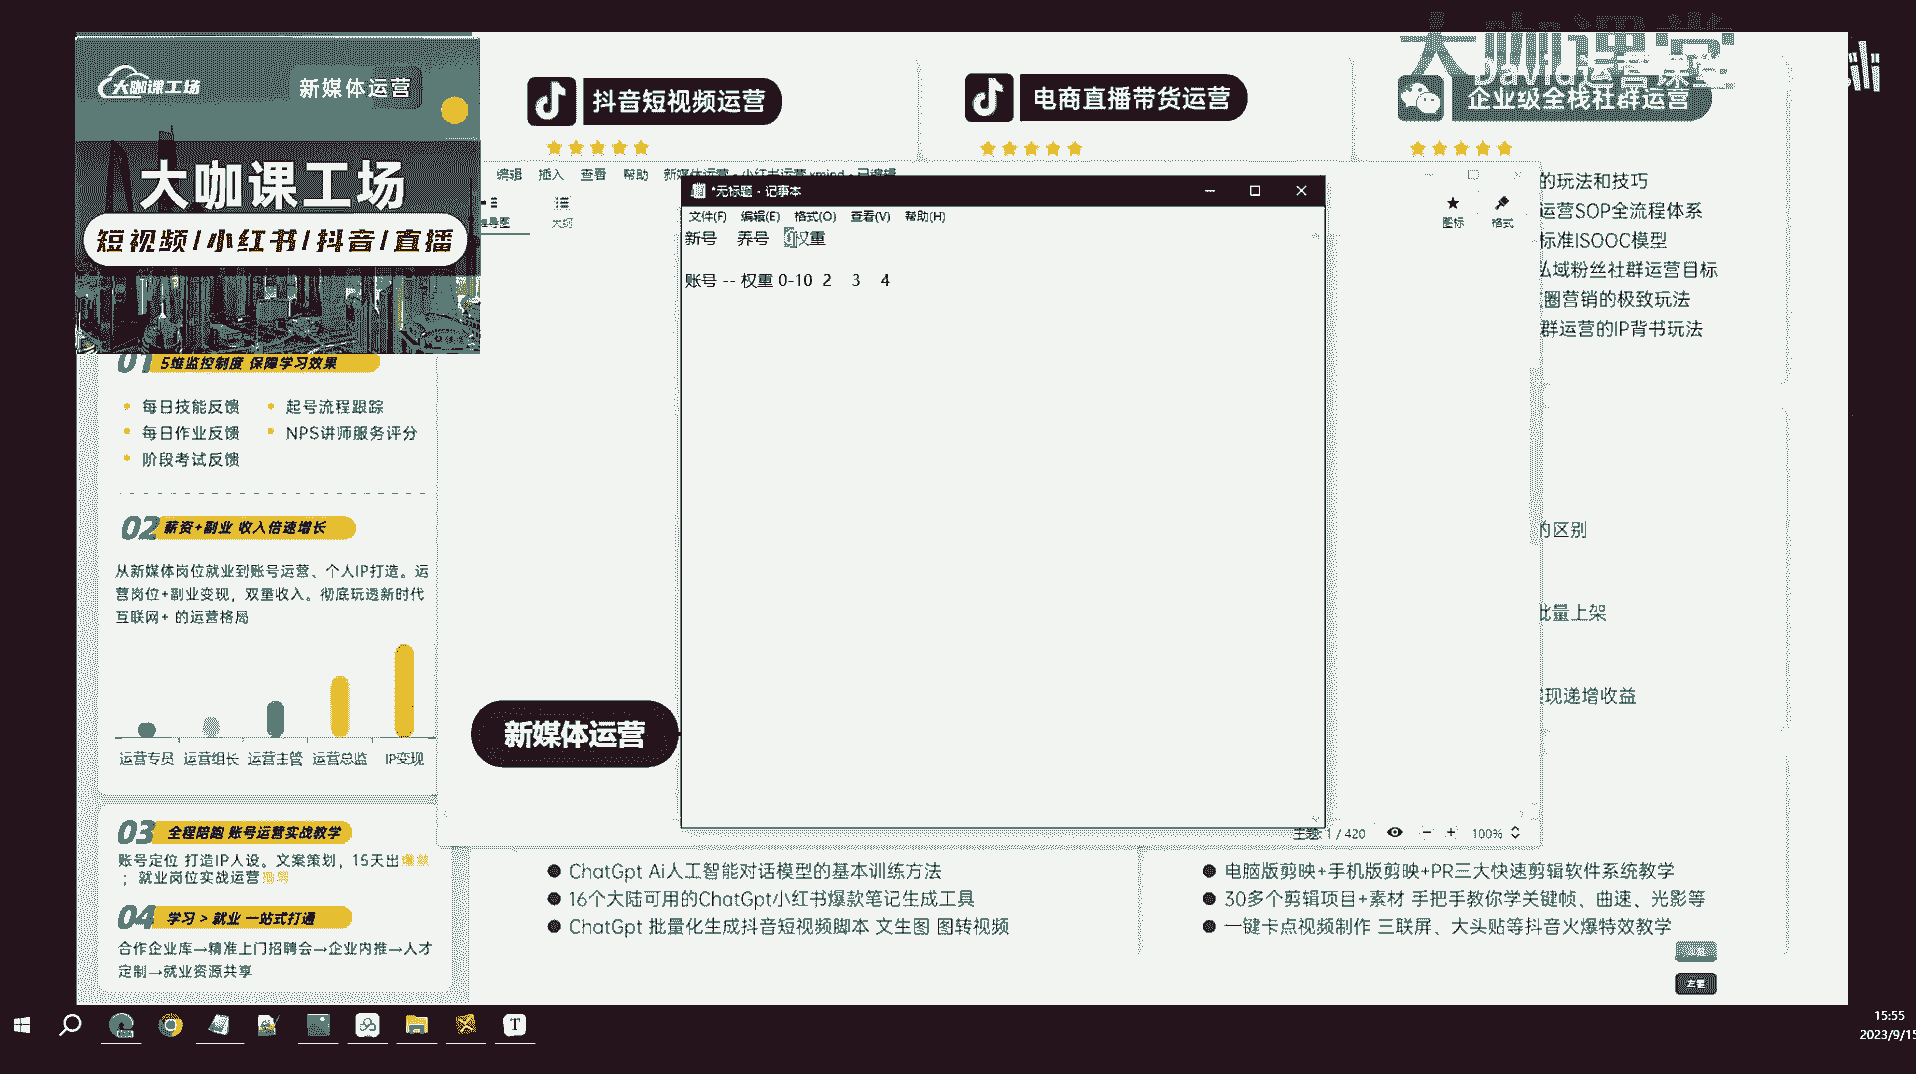 大咖课工场
新媒体运营
大咖课工场
短视频/小红书/抖音/直播
抖音短视频运营
电商直播带货运营
大咖课堂
David运营课堂
企业级全栈社群运营
编辑 插入 查看 帮助 新媒体运营 - 小红书运营.xmind - 已编辑
大纲
图标 格式
*无标题 - 记事本
文件(F) 编辑(E) 格式(O) 查看(V) 帮助(H)
新号 养号 权重
账号 -- 权重 0-10 2 3 4
的玩法和技巧
运营SOP全流程体系
标准ISOOC模型
私域粉丝社群运营目标
圈营销的极致玩法
群运营的IP背书玩法
的区别
批量上架
现递增收益
01 5维监控制度 保障学习效果
每日技能反馈 起号流程跟踪
每日作业反馈 NPS讲师服务评分
阶段考试反馈
02 薪资+副业 收入倍速增长
从新媒体岗位就业到账号运营、个人IP打造。运
营岗位+副业变现，双重收入。彻底玩透新时代
互联网+ 的运营格局
运营专员 运营组长 运营主管 运营总监 IP变现
03 全程陪跑 账号运营实战教学
账号定位 打造IP人设。文案策划，15天出
；就业岗位实战运营
04 学习 > 就业 一站式打通
合作企业库→精准上门招聘会→企业内推→人才
定制→就业资源共享
新媒体运营
主题: 1 / 420 100%
ChatGpt Ai人工智能对话模型的基本训练方法
16个大陆可用的ChatGpt小红书爆款笔记生成工具
ChatGpt 批量化生成抖音短视频脚本 文生图 图转视频
电脑版剪映+手机版剪映+PR三大快速剪辑软件系统教学
30多个剪辑项目+素材 手把手教你学关键帧、曲速、光影等
一键卡点视频制作 三联屏、大头贴等抖音火爆特效教学
15:55
2023/9/15